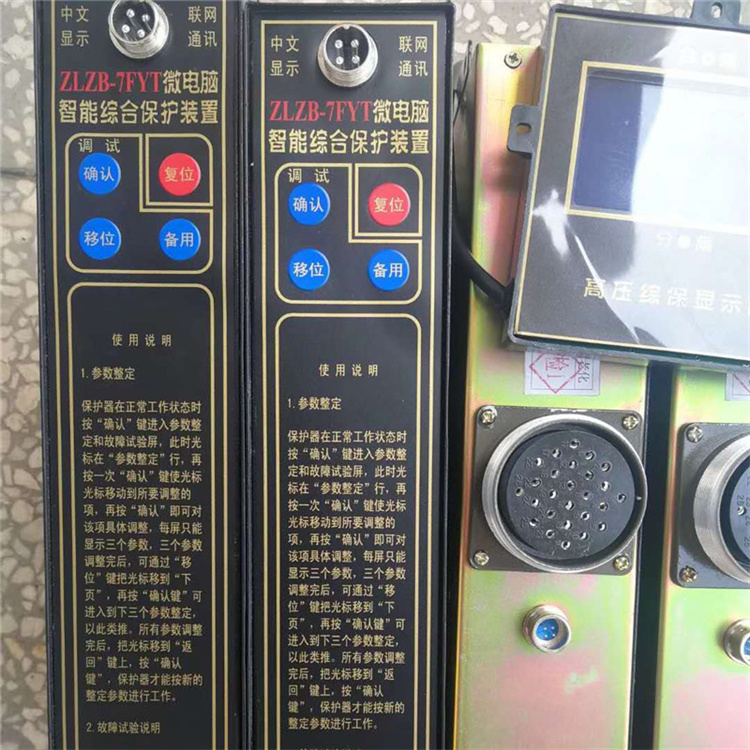 中文
显示
联网
通讯
ZLZB-7FYT微电脑
智能综合保护装置
调试
确认
复位
移位
备用
使用说明
1.参数整定
保护器在正常工作状态时
按“确认”键进入参数整
定和故障试验屏，此时光
标在“参数整定”行，再
按一次“确认”键使光标
光标移动到所要调整的
项，再按“确认”即可对
该项具体调整，每屏只能
显示三个参数，三个参数
调整完后，可通过“移
位”键把光标移到“下
页”，再按“确认键”可
进入到下三个参数整定，
以此类推。所有参数调整
完后，把光标移到“返
回”键上，按“确认
键”，保护器才能按新的
整定参数进行工作。
2.故障试验说明
中文
显示
联网
通讯
ZLZB-7FYT微电脑
智能综合保护装置
调试
确认
复位
移位
备用
使用说明
1.参数整定
保护器在正常工作状态时
按“确认”键进入参数整
定和故障试验屏，此时光
标在“参数整定”行，再
按一次“确认”键使光标
光标移动到所要调整的
项，再按“确认”即可对
该项具体调整，每屏只能
显示三个参数，三个参数
调整完后，可通过“移
位”键把光标移到“下
页”，再按“确认键”可
进入到下三个参数整定，
以此类推。所有参数调整
完后，把光标移到“返
回”键上，按“确认
键”，保护器才能按新的
整定参数进行工作。
分
高压综保显示